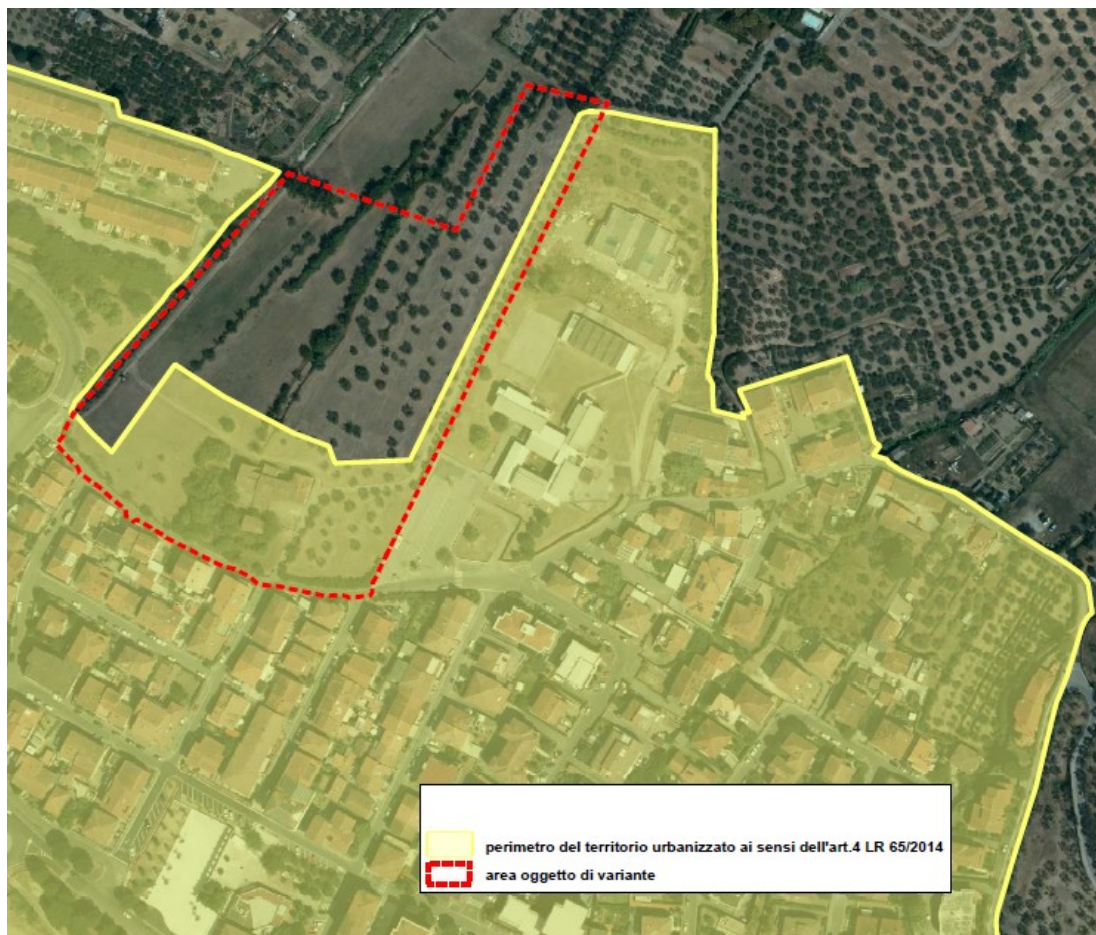 perimetro del territorio urbanizzato ai sensi dell'art.4 LR 65/2014
area oggetto di variante